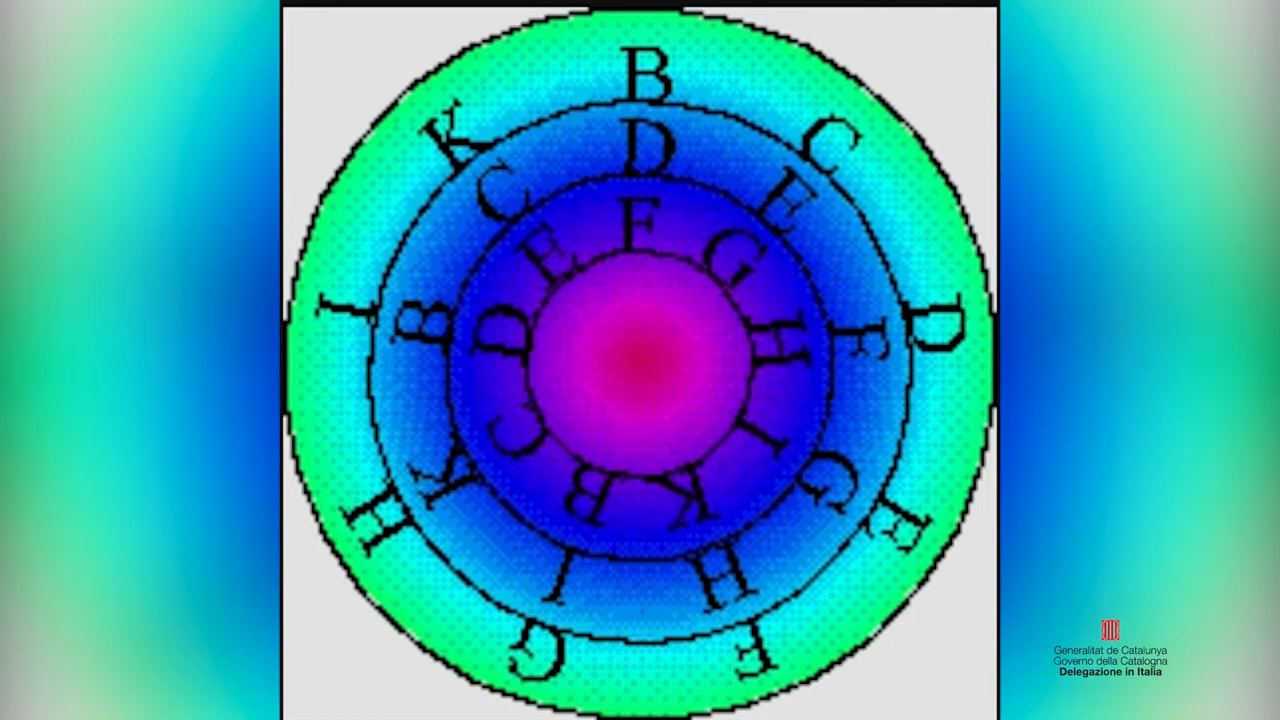 B C D E F G H I K
D E F G H I K B C
F G H I K B C D E
Generalitat de Catalunya
Governo della Catalogna
Delegazione in Italia